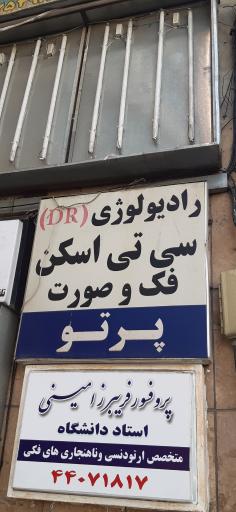 رادیولوژی (DR)
سی تی اسکن
فک و صورت
پرتو
پروفسور فریبرز امینی
استاد دانشگاه
متخصص ارتودنسی وناهنجاری های فکی
۴۴۰۷۱۸۱۷